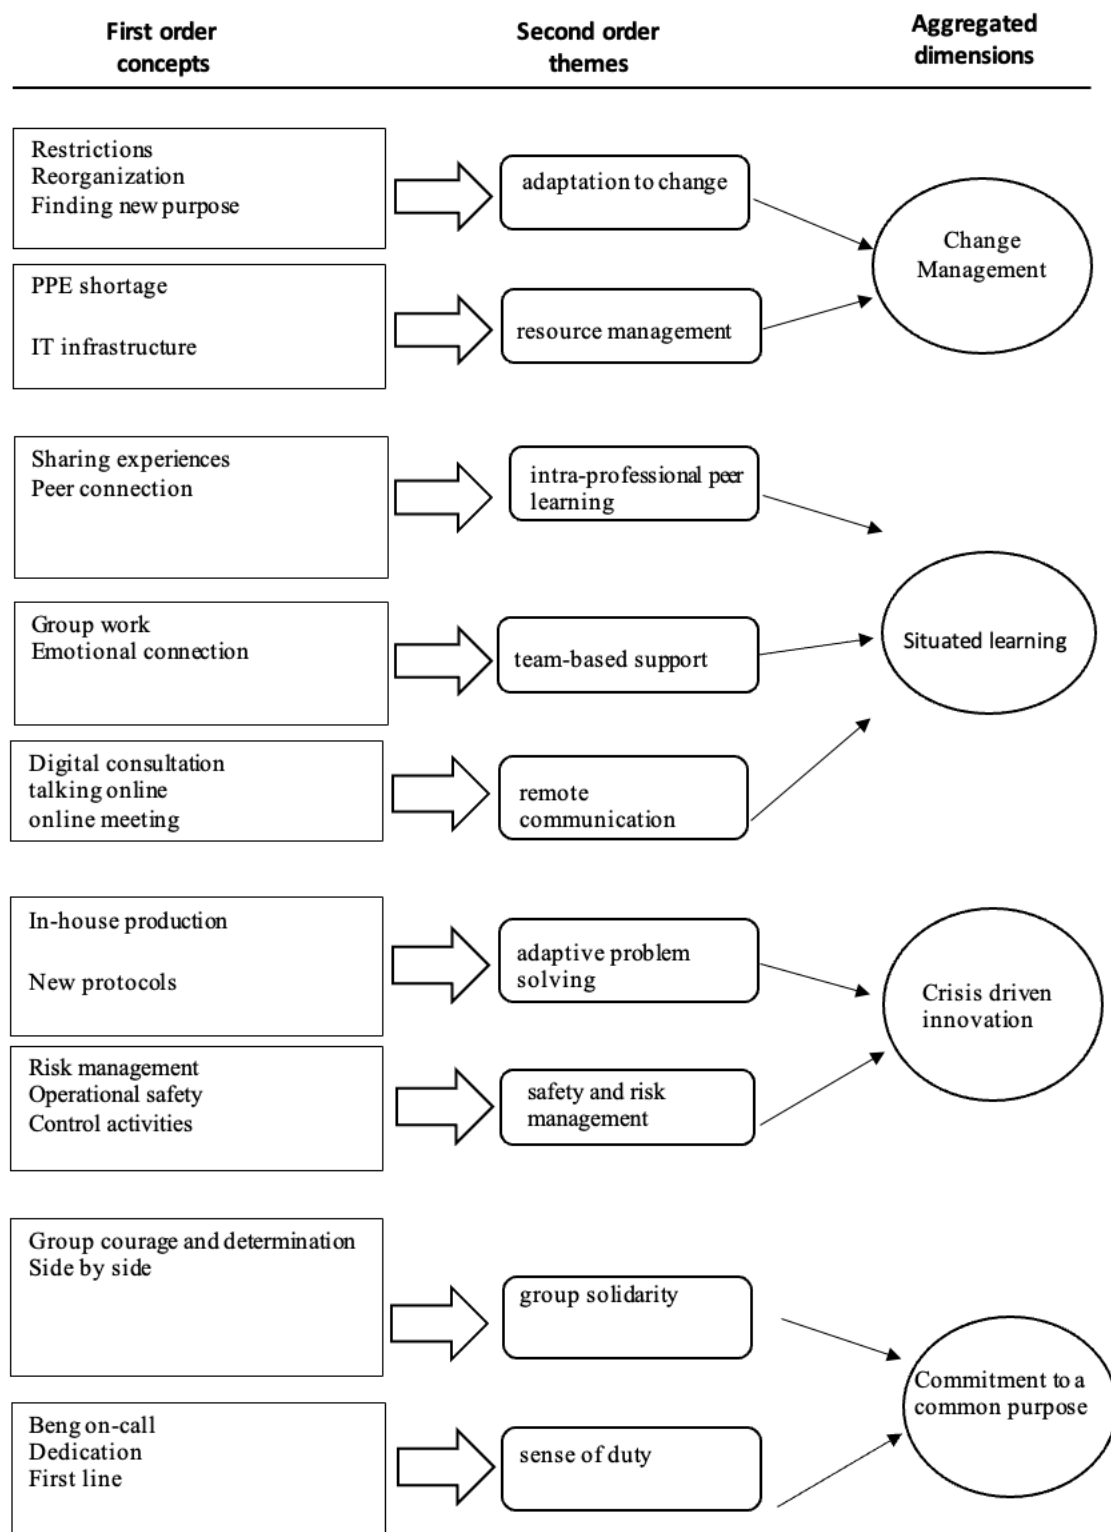 First order
concepts
Second order
themes
Aggregated
dimensions
Restrictions
Reorganization
Finding new purpose
adaptation to change
Change
Management
PPE shortage
IT infrastructure
resource management
Sharing experiences
Peer connection
intra-professional peer
learning
Group work
Emotional connection
team-based support
Situated learning
Digital consultation
talking online
online meeting
remote
communication
In-house production
New protocols
adaptive problem
solving
Crisis driven
innovation
Risk management
Operational safety
Control activities
safety and risk
management
Group courage and determination
Side by side
group solidarity
Commitment to a
common purpose
Beng on-call
Dedication
First line
sense of duty